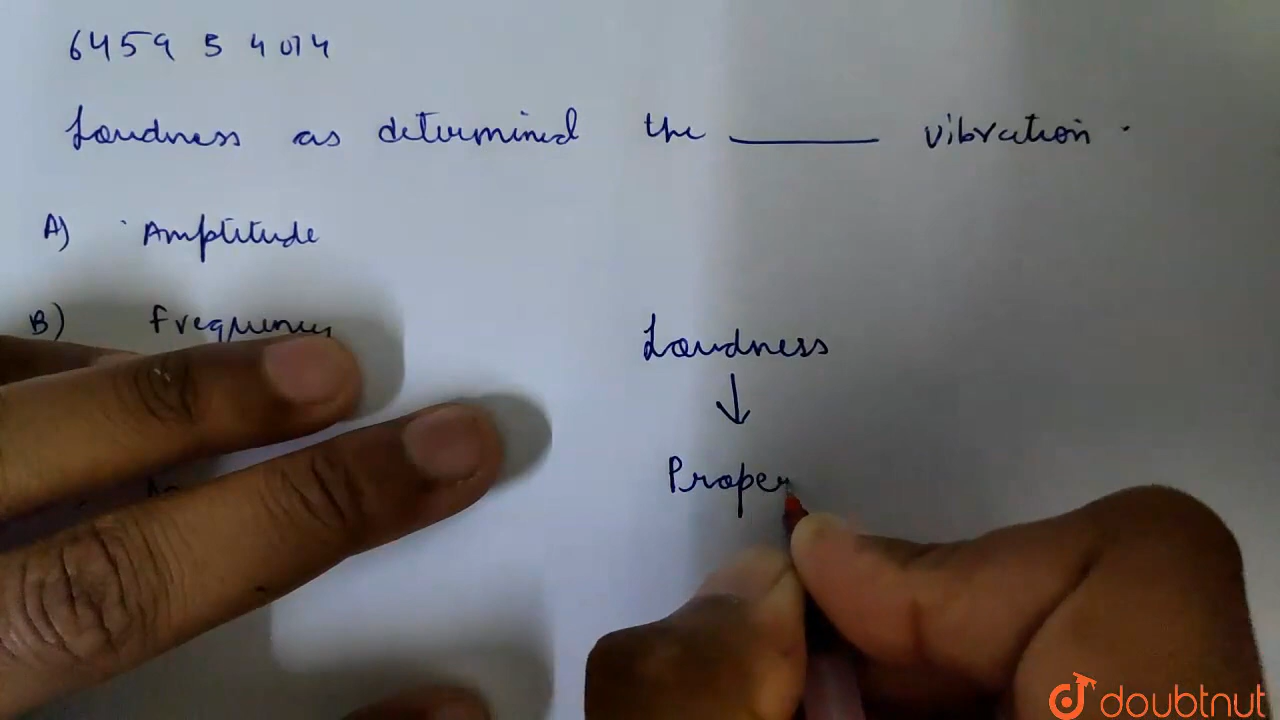 6459 5 4014
Loudness as determined the ______ vibration.
A) Amplitude
B) Frequency
Loudness
↓
Proper
doubtnut